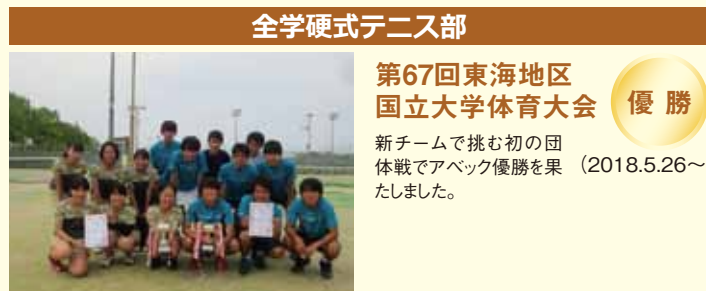 全学硬式テニス部
第67回東海地区
国立大学体育大会
優勝
新チームで挑む初の団
体戦でアベック優勝を果
たしました。
(2018.5.26～